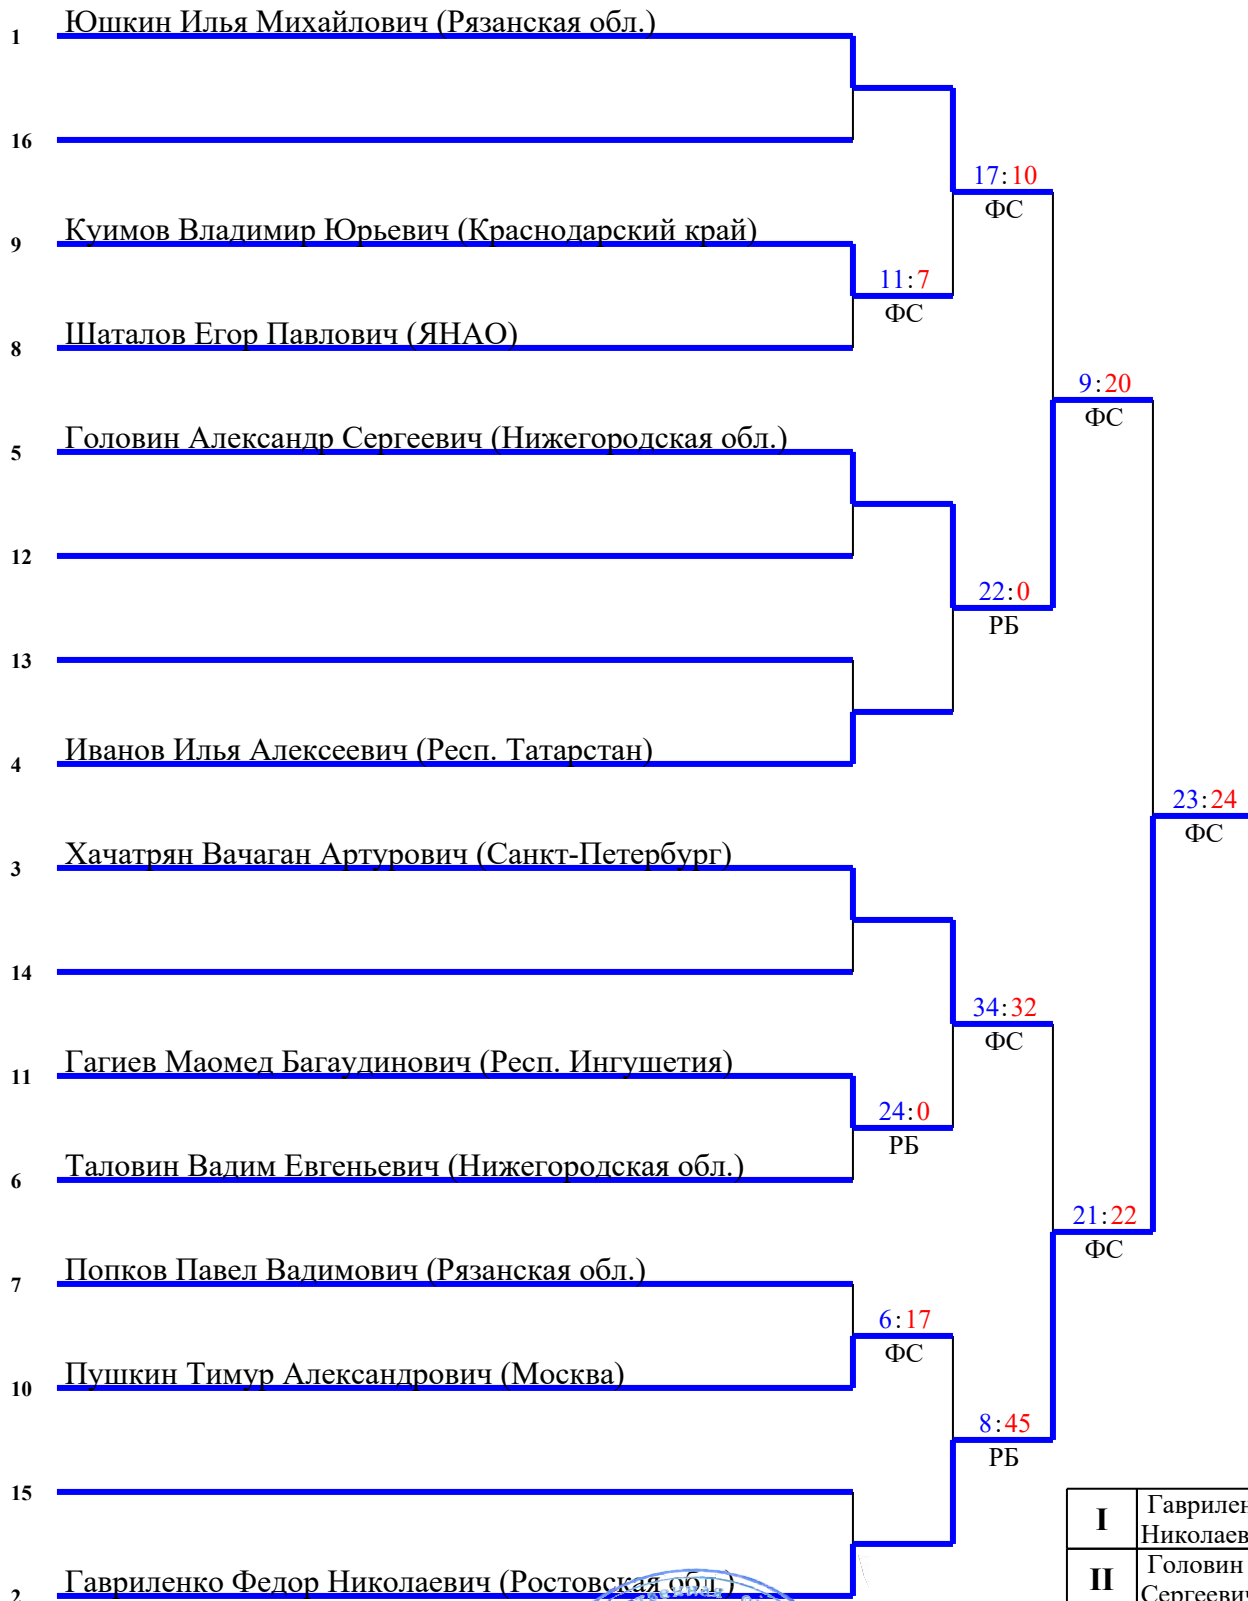 1 Юшкин Илья Михайлович (Рязанская обл.)
16
17:10
ФС
9 Куимов Владимир Юрьевич (Краснодарский край)
11:7
ФС
8 Шаталов Егор Павлович (ЯНАО)
9:20
ФС
5 Головин Александр Сергеевич (Нижегородская обл.)
12
22:0
РБ
13
4 Иванов Илья Алексеевич (Респ. Татарстан)
23:24
ФС
3 Хачатрян Вачаган Артурович (Санкт-Петербург)
14
34:32
ФС
11 Гагиев Маомед Багаудинович (Респ. Ингушетия)
24:0
РБ
6 Таловин Вадим Евгеньевич (Нижегородская обл.)
21:22
ФС
7 Попков Павел Вадимович (Рязанская обл.)
6:17
ФС
10 Пушкин Тимур Александрович (Москва)
8:45
РБ
15
I Гаврилен
Николаев
2 Гавриленко Федор Николаевич (Ростовская обл.)
II Головин
Сергеевич